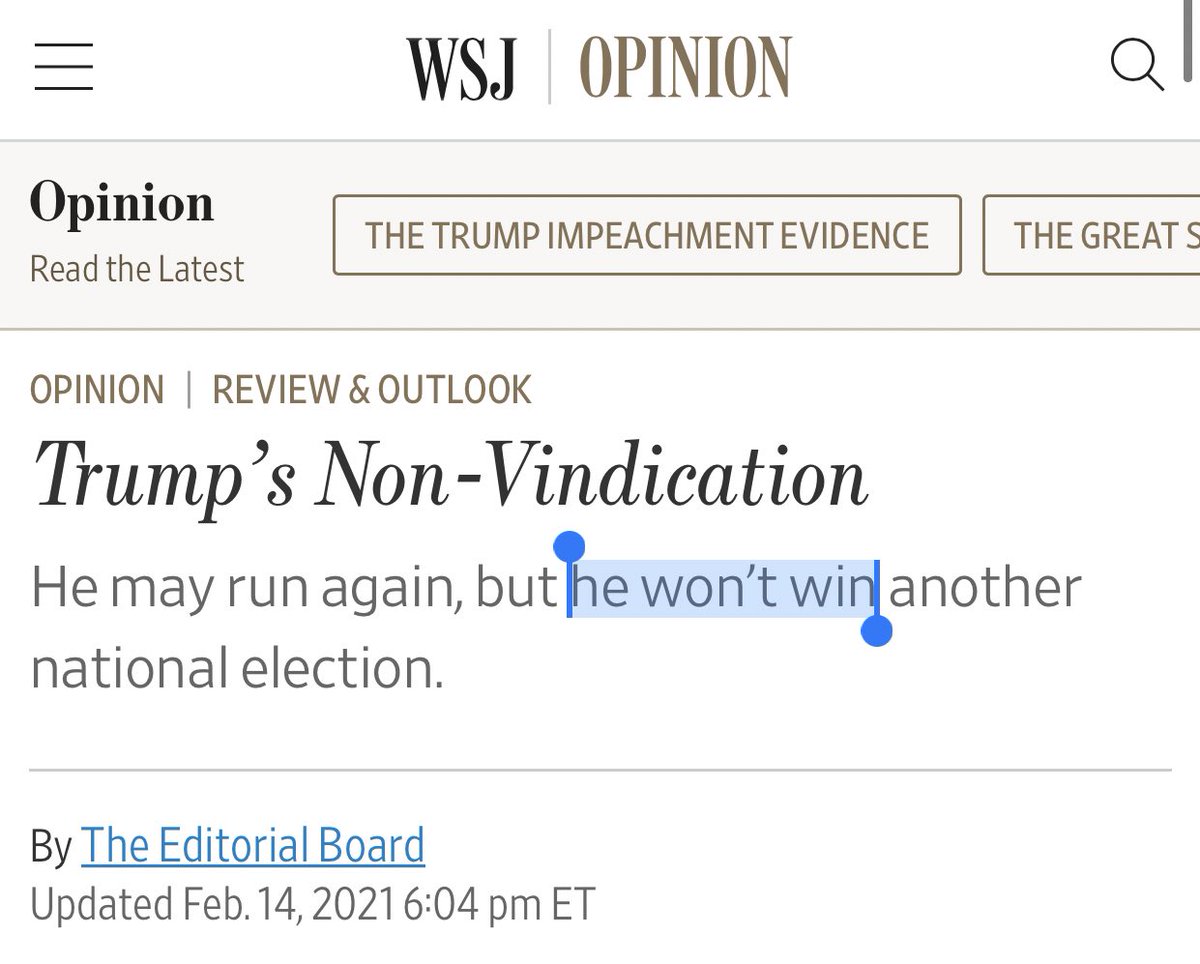 WSJ | OPINION
Opinion
Read the Latest
THE TRUMP IMPEACHMENT EVIDENCE
THE GREAT S
OPINION | REVIEW & OUTLOOK
Trump’s Non-Vindication
He may run again, but he won’t win another
national election.
By The Editorial Board
Updated Feb. 14, 2021 6:04 pm ET